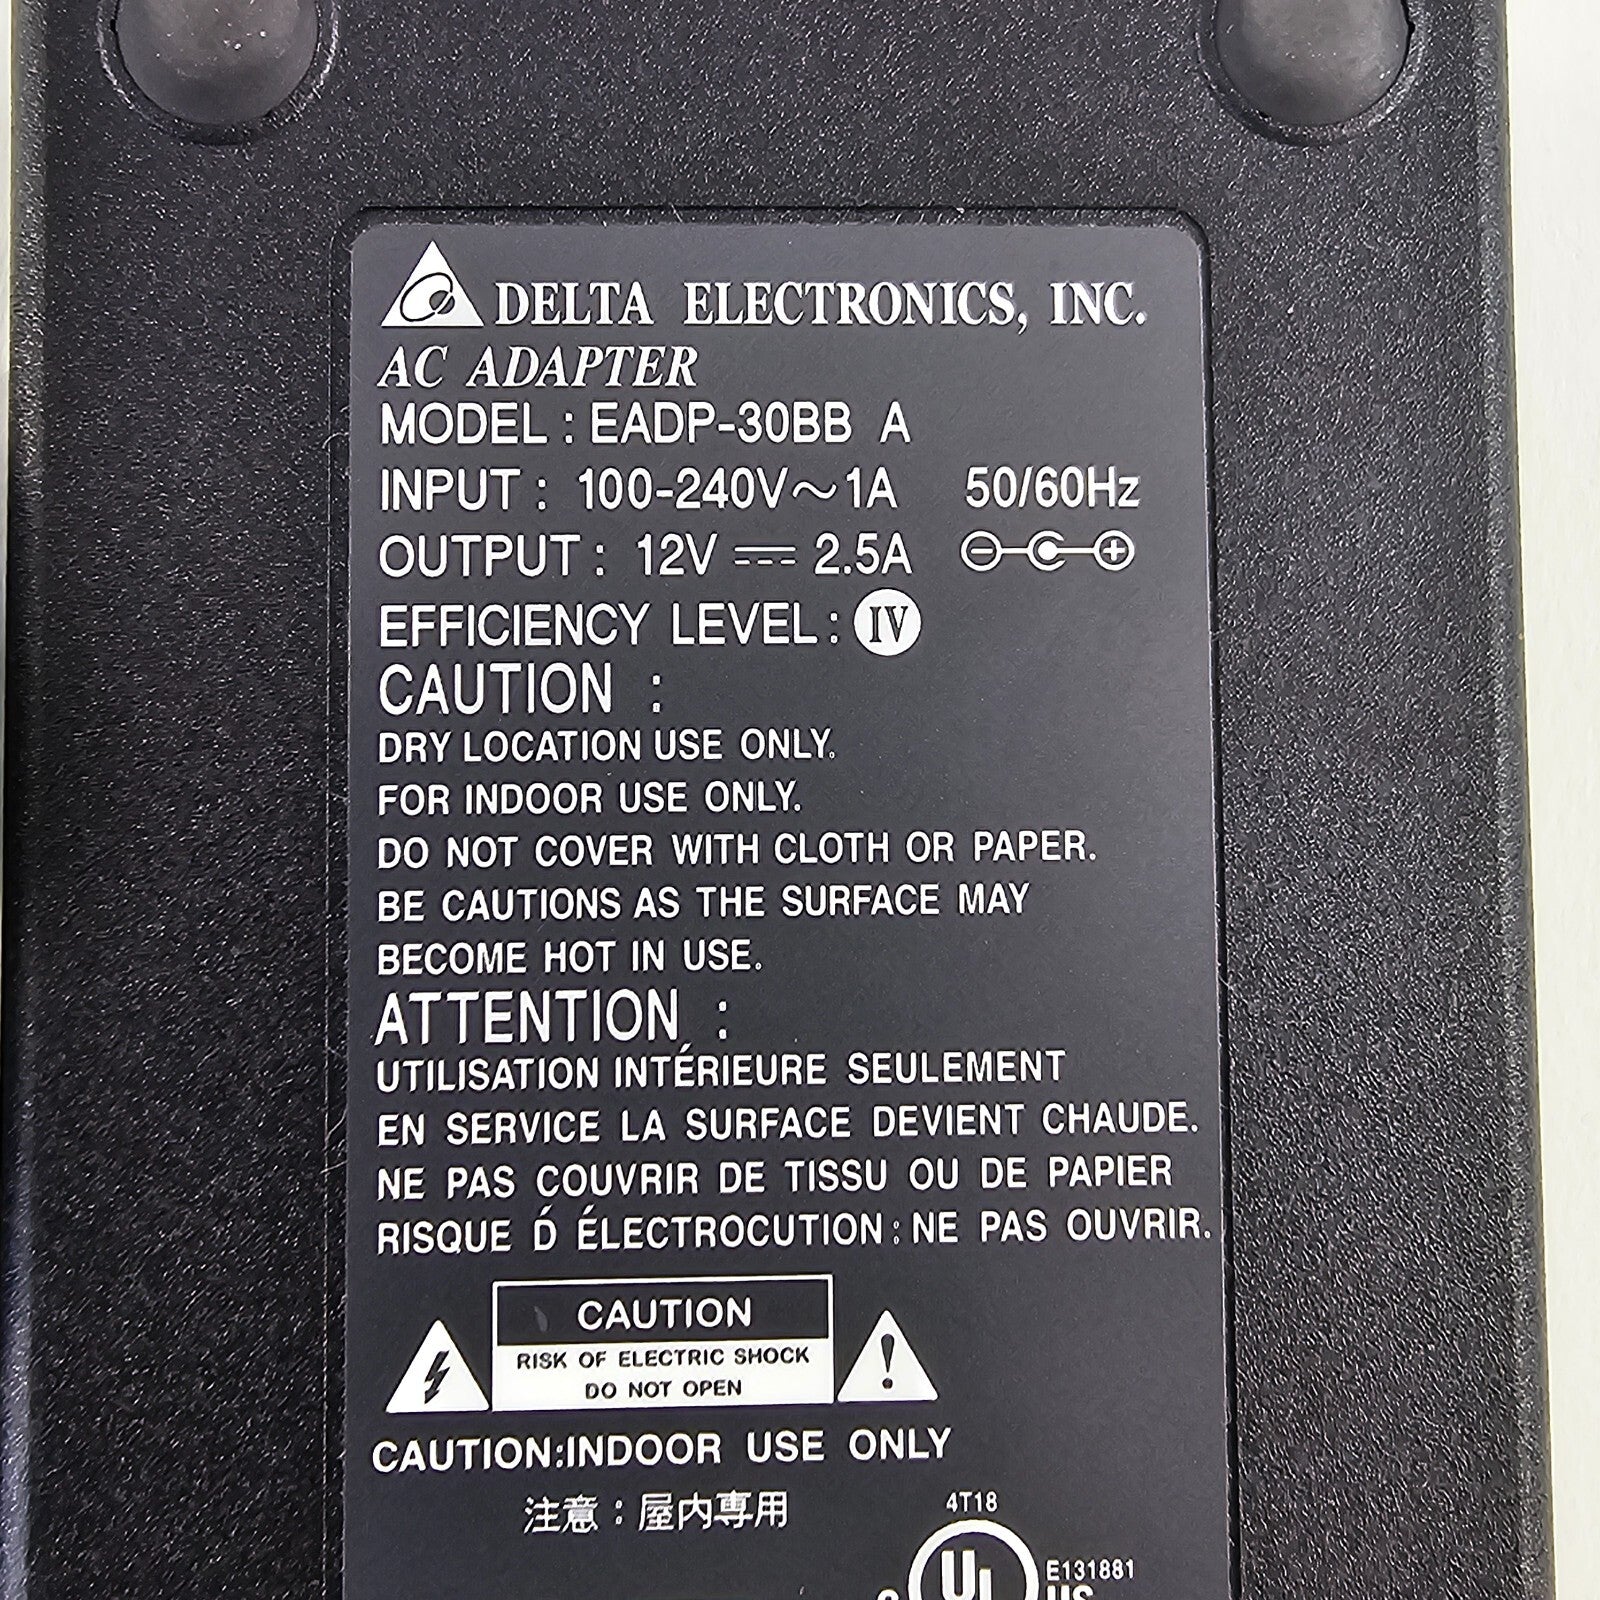 DELTA ELECTRONICS, INC.
AC ADAPTER
MODEL : EADP-30BB A
INPUT : 100-240V～1A 50/60Hz
OUTPUT : 12V ⎓ 2.5A
EFFICIENCY LEVEL : IV
CAUTION :
DRY LOCATION USE ONLY.
FOR INDOOR USE ONLY.
DO NOT COVER WITH CLOTH OR PAPER.
BE CAUTIONS AS THE SURFACE MAY
BECOME HOT IN USE.
ATTENTION :
UTILISATION INTÉRIEURE SEULEMENT
EN SERVICE LA SURFACE DEVIENT CHAUDE.
NE PAS COUVRIR DE TISSU OU DE PAPIER
RISQUE D́ ÉLECTROCUTION : NE PAS OUVRIR.
CAUTION
RISK OF ELECTRIC SHOCK
DO NOT OPEN
CAUTION:INDOOR USE ONLY
注意：屋内専用
4T18
UL
E131881
US